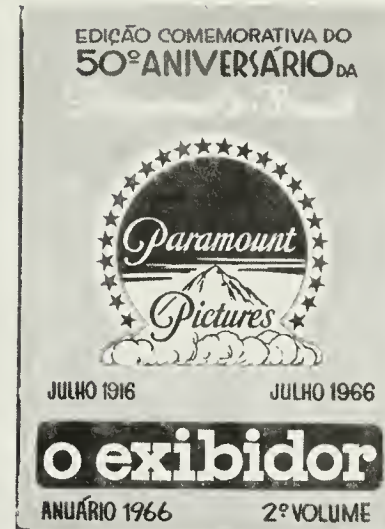 EDIÇÃO COMEMORATIVA DO
50º ANIVERSÁRIO DA
Paramount
Pictures
JULHO 1916 JULHO 1966
o exibidor
ANUÁRIO 1966 2º VOLUME